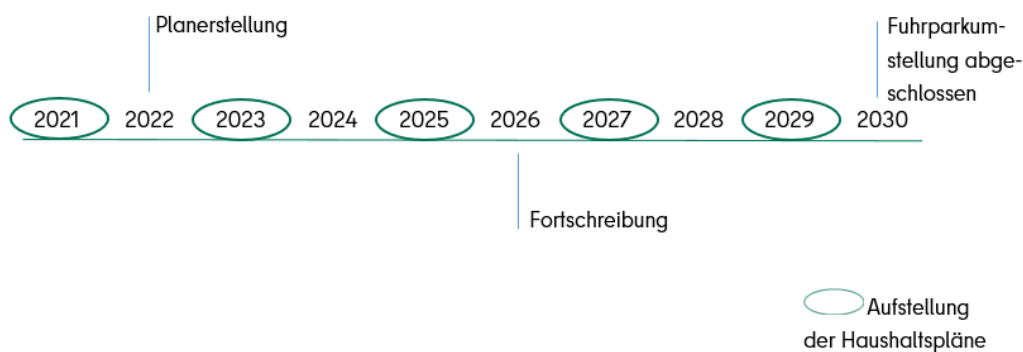 Planerstellung
Fuhrparkum-
stellung abge-
schlossen
2021 2022 2023 2024 2025 2026 2027 2028 2029 2030
Fortschreibung
Aufstellung
der Haushaltspläne